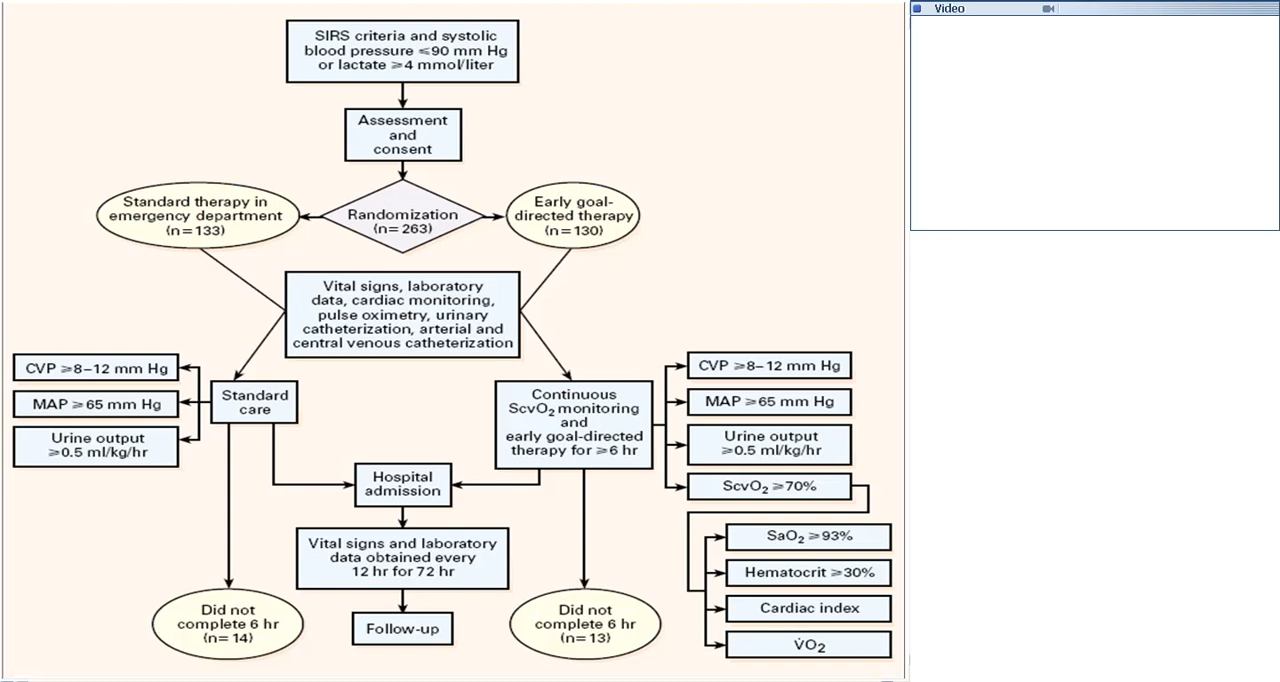 Video
SIRS criteria and systolic
blood pressure ≤90 mm Hg
or lactate ≥4 mmol/liter
Assessment
and
consent
Standard therapy in
emergency department
(n=133)
Randomization
(n=263)
Early goal-
directed therapy
(n=130)
Vital signs, laboratory
data, cardiac monitoring,
pulse oximetry, urinary
catheterization, arterial and
central venous catheterization
CVP ≥8–12 mm Hg
MAP ≥65 mm Hg
Urine output
≥0.5 ml/kg/hr
Standard
care
Continuous
ScvO₂ monitoring
and
early goal-directed
therapy for ≥6 hr
CVP ≥8–12 mm Hg
MAP ≥65 mm Hg
Urine output
≥0.5 ml/kg/hr
ScvO₂ ≥70%
Hospital
admission
SaO₂ ≥93%
Hematocrit ≥30%
Cardiac index
V̇O₂
Vital signs and laboratory
data obtained every
12 hr for 72 hr
Did not
complete 6 hr
(n=14)
Follow-up
Did not
complete 6 hr
(n=13)